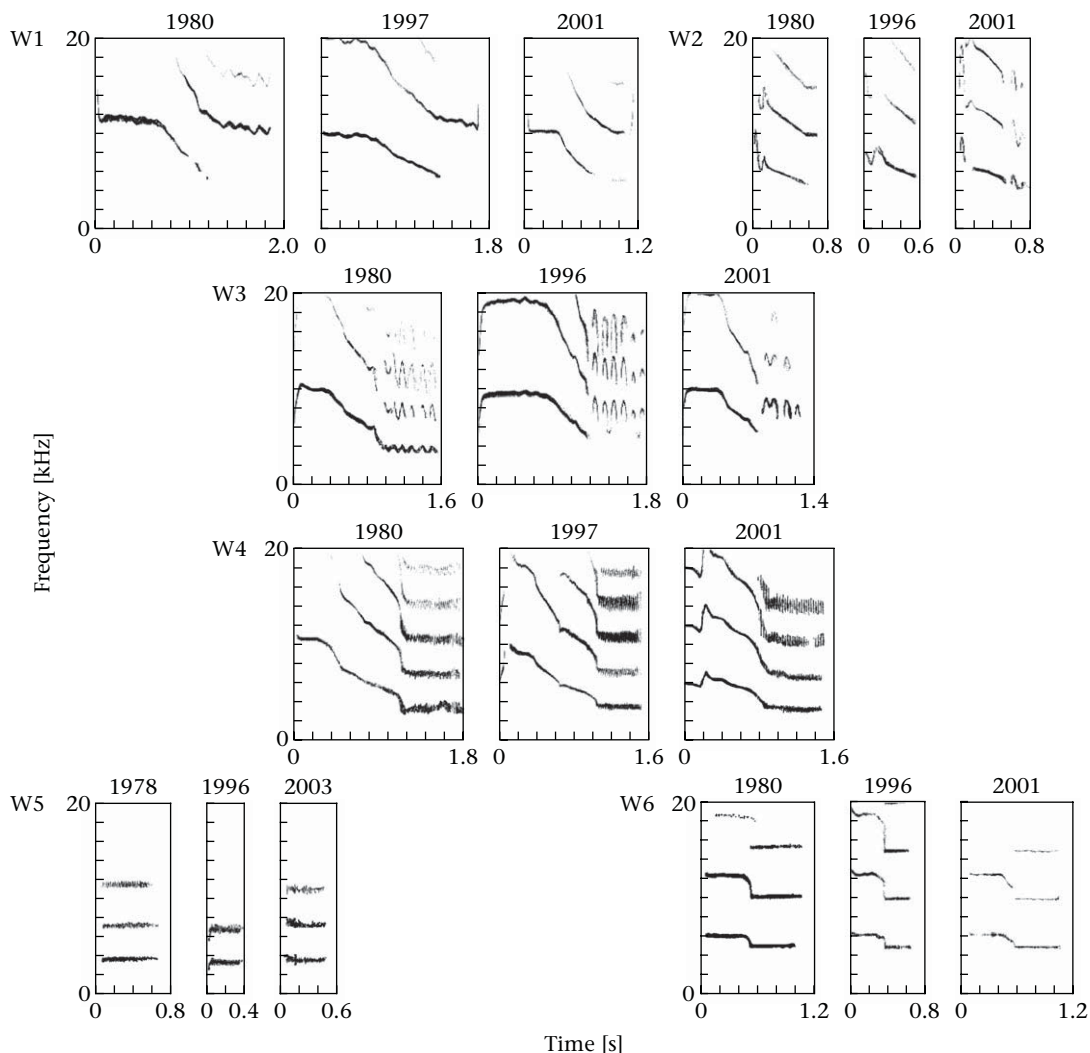 1980 1997 2001 1980 1996 2001
W1 20 W2 20
0
0 2.0 0 1.8 0 1.2 0 0.8 0 0.6 0 0.8
1980 1996 2001
W3 20
0
0 1.6 0 1.8 0 1.4
Frequency [kHz]
1980 1997 2001
W4 20
0
0 1.8 0 1.6 0 1.6
1978 1996 2003 1980 1996 2001
W5 20 W6 20
0 0
0 0.8 0 0.4 0 0.6 0 1.2 0 0.8 0 1.2
Time [s]